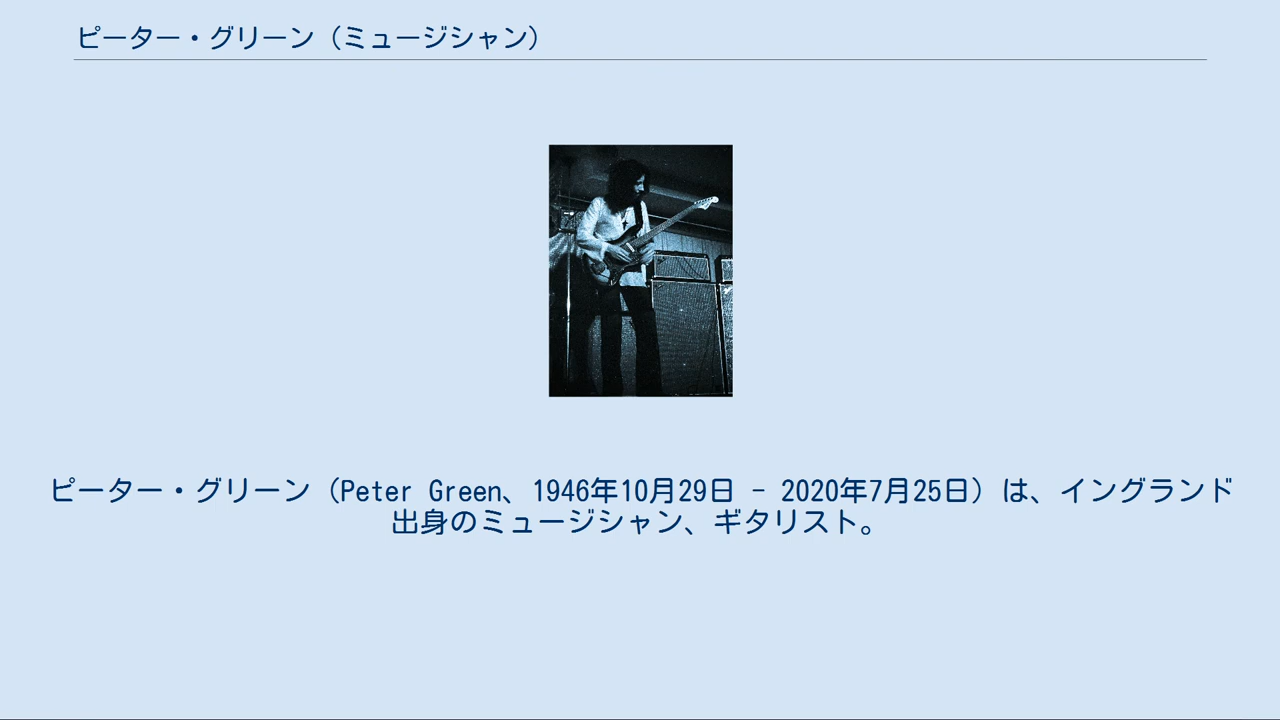 ピーター・グリーン（ミュージシャン）
ピーター・グリーン（Peter Green、1946年10月29日 - 2020年7月25日）は、イングランド
出身のミュージシャン、ギタリスト。